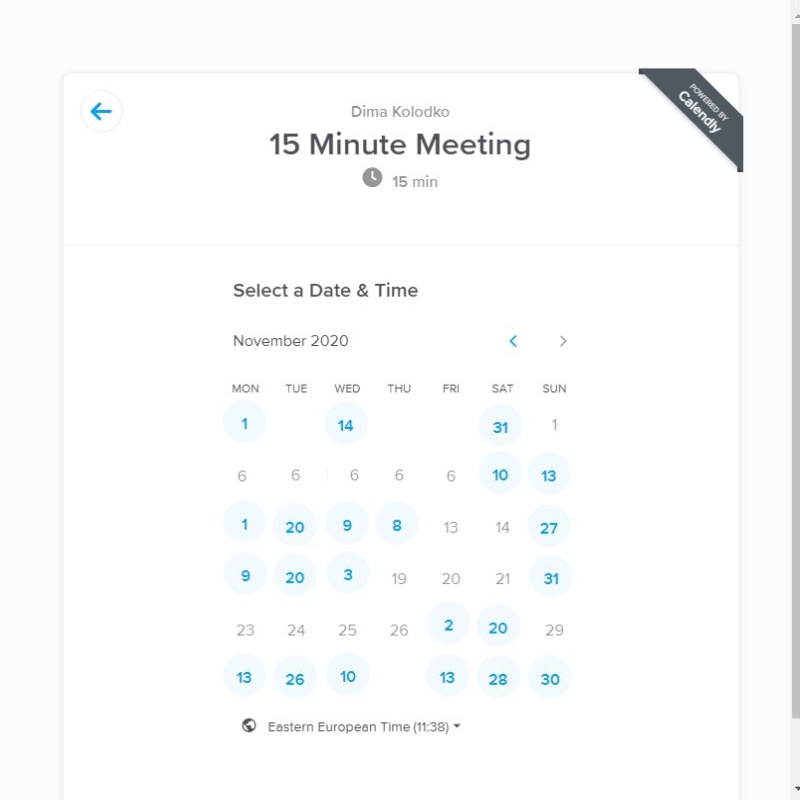 POWERED BY
Calendly
Dima Kolodko
15 Minute Meeting
15 min
Select a Date & Time
November 2020
MON TUE WED THU FRI SAT SUN
1 14 31 1
6 6 6 6 6 10 13
1 20 9 8 13 14 27
9 20 3 19 20 21 31
23 24 25 26 2 20 29
13 26 10 13 28 30
Eastern European Time (11:38)